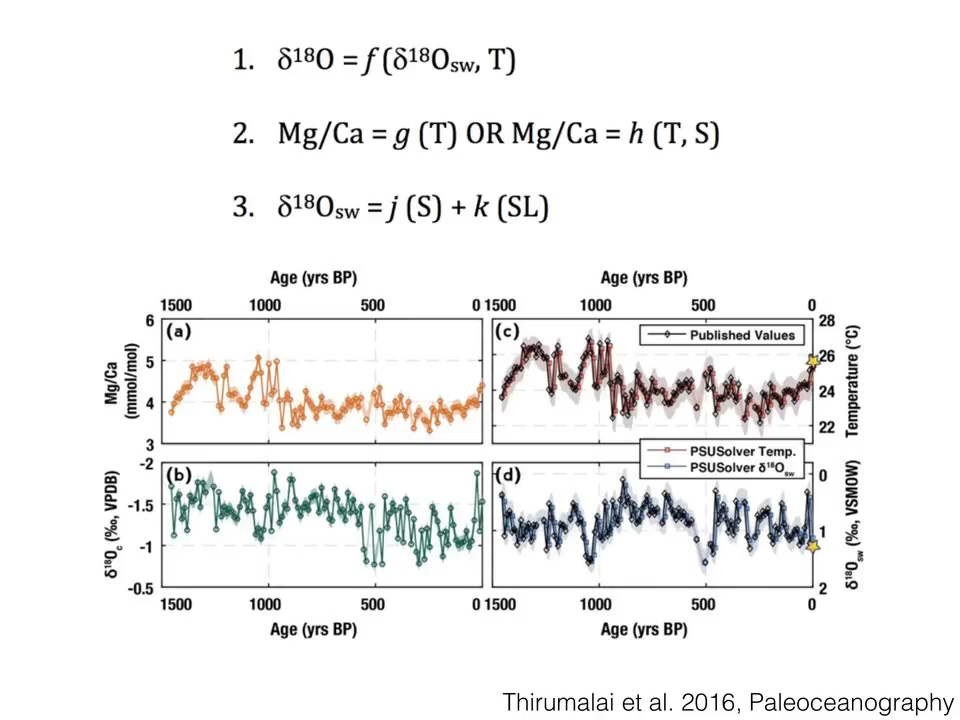 1. δ¹⁸O = f (δ¹⁸Osw, T)
2. Mg/Ca = g (T) OR Mg/Ca = h (T, S)
3. δ¹⁸Osw = j (S) + k (SL)
Age (yrs BP)
Age (yrs BP)
1500 1000 500 0
1500 1000 500 0
(a)
Mg/Ca
(mmol/mol)
6
5
4
3
(c)
Published Values
28
26
24
22
Temperature (°C)
PSUSolver Temp.
PSUSolver δ¹⁸Osw
(b)
δ¹⁸Oc (‰, VPDB)
-2
-1.5
-1
-0.5
(d)
0
1
2
δ¹⁸Osw (‰, VSMOW)
1500 1000 500 0
1500 1000 500 0
Age (yrs BP)
Age (yrs BP)
Thirumalai et al. 2016, Paleoceanography